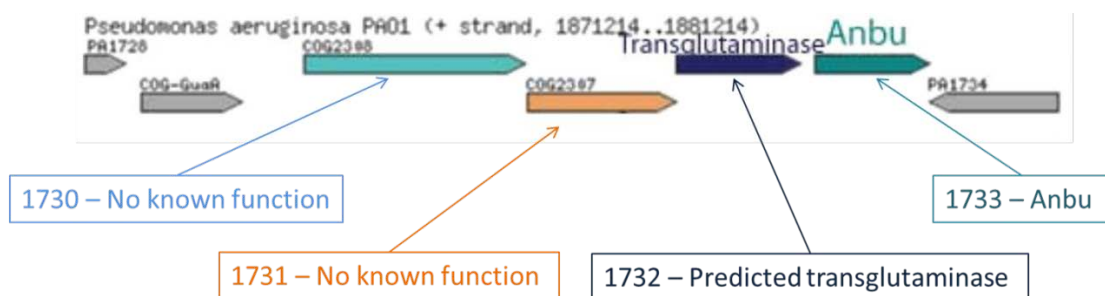 Pseudomonas aeruginosa PAO1 (+ strand, 1871214..1881214)
PA1728
COG2308
Transglutaminase
Anbu
COG-GuaA
COG2307
PA1734
1730 – No known function
1733 – Anbu
1731 – No known function
1732 – Predicted transglutaminase